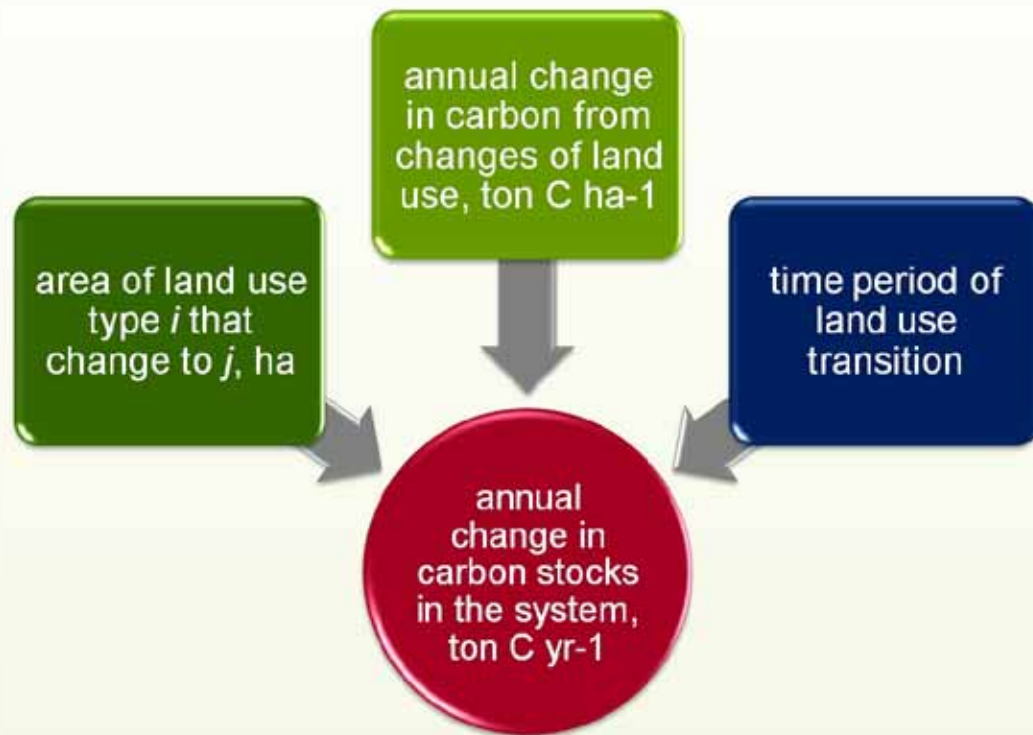 annual change
in carbon from
changes of land
use, ton C ha-1
area of land use
type i that
change to j, ha
time period of
land use
transition
annual
change in
carbon stocks
in the system,
ton C yr-1